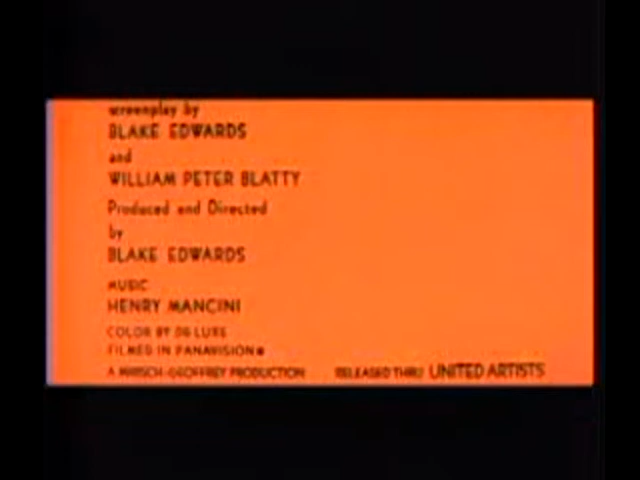 screenplay by
BLAKE EDWARDS
and
WILLIAM PETER BLATTY
Produced and Directed
by
BLAKE EDWARDS
MUSIC
HENRY MANCINI
COLOR BY DE LUXE
FILMED IN PANAVISION®
A MIRISCH-GEOFFREY PRODUCTION RELEASED THRU UNITED ARTISTS